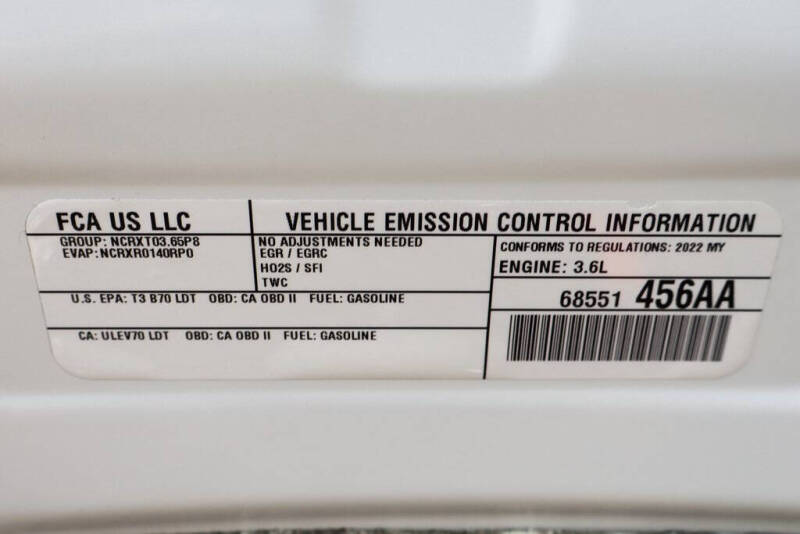 FCA US LLC
VEHICLE EMISSION CONTROL INFORMATION
GROUP: NCRXT03.65P8
EVAP:NCRXR0140RP0
NO ADJUSTMENTS NEEDED
EGR / EGRC
HO2S / SFI
TWC
CONFORMS TO REGULATIONS: 2022 MY
ENGINE: 3.6L
U.S. EPA: T3 B70 LDT OBD: CA OBD II FUEL: GASOLINE
CA: ULEV70 LDT OBD: CA OBD II FUEL: GASOLINE
68551 456AA